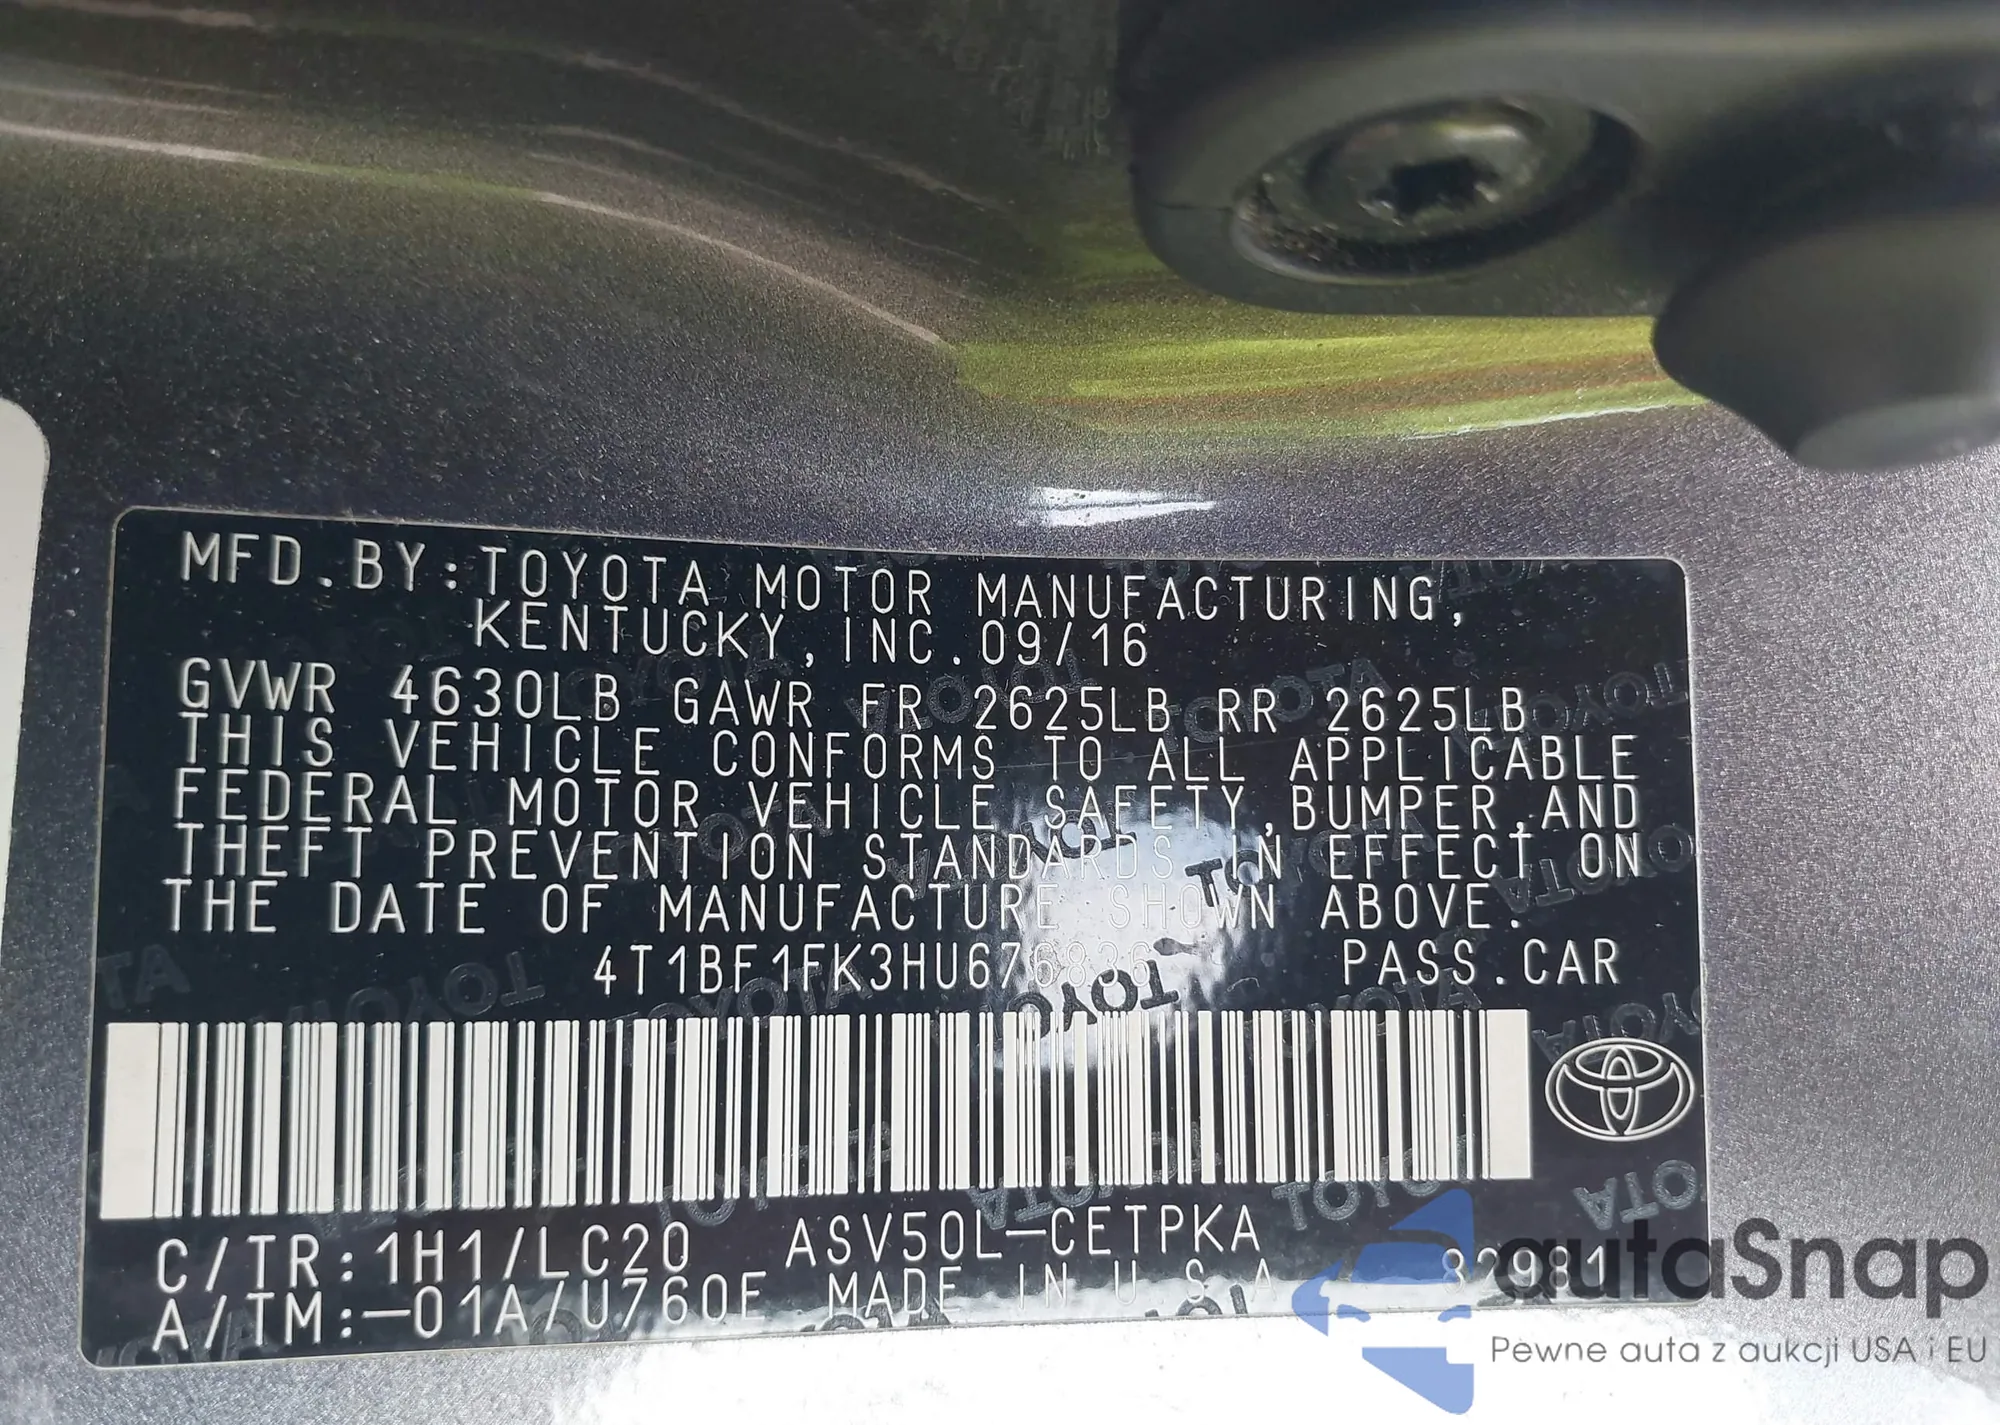 MFD.BY:TOYOTA MOTOR MANUFACTURING,
KENTUCKY,INC.09/16
GVWR 4630LB GAWR FR 2625LB RR 2625LB
THIS VEHICLE CONFORMS TO ALL APPLICABLE
FEDERAL MOTOR VEHICLE SAFETY,BUMPER,AND
THEFT PREVENTION STANDARDS IN EFFECT ON
THE DATE OF MANUFACTURE SHOWN ABOVE.
4T1BF1FK3HU676836 PASS.CAR
C/TR:1H1/LC20 ASV50L-CETPKA
A/TM:-01A/U760E MADE IN U.S.A. 82981
autaSnap
Pewne auta z aukcji USA i EU